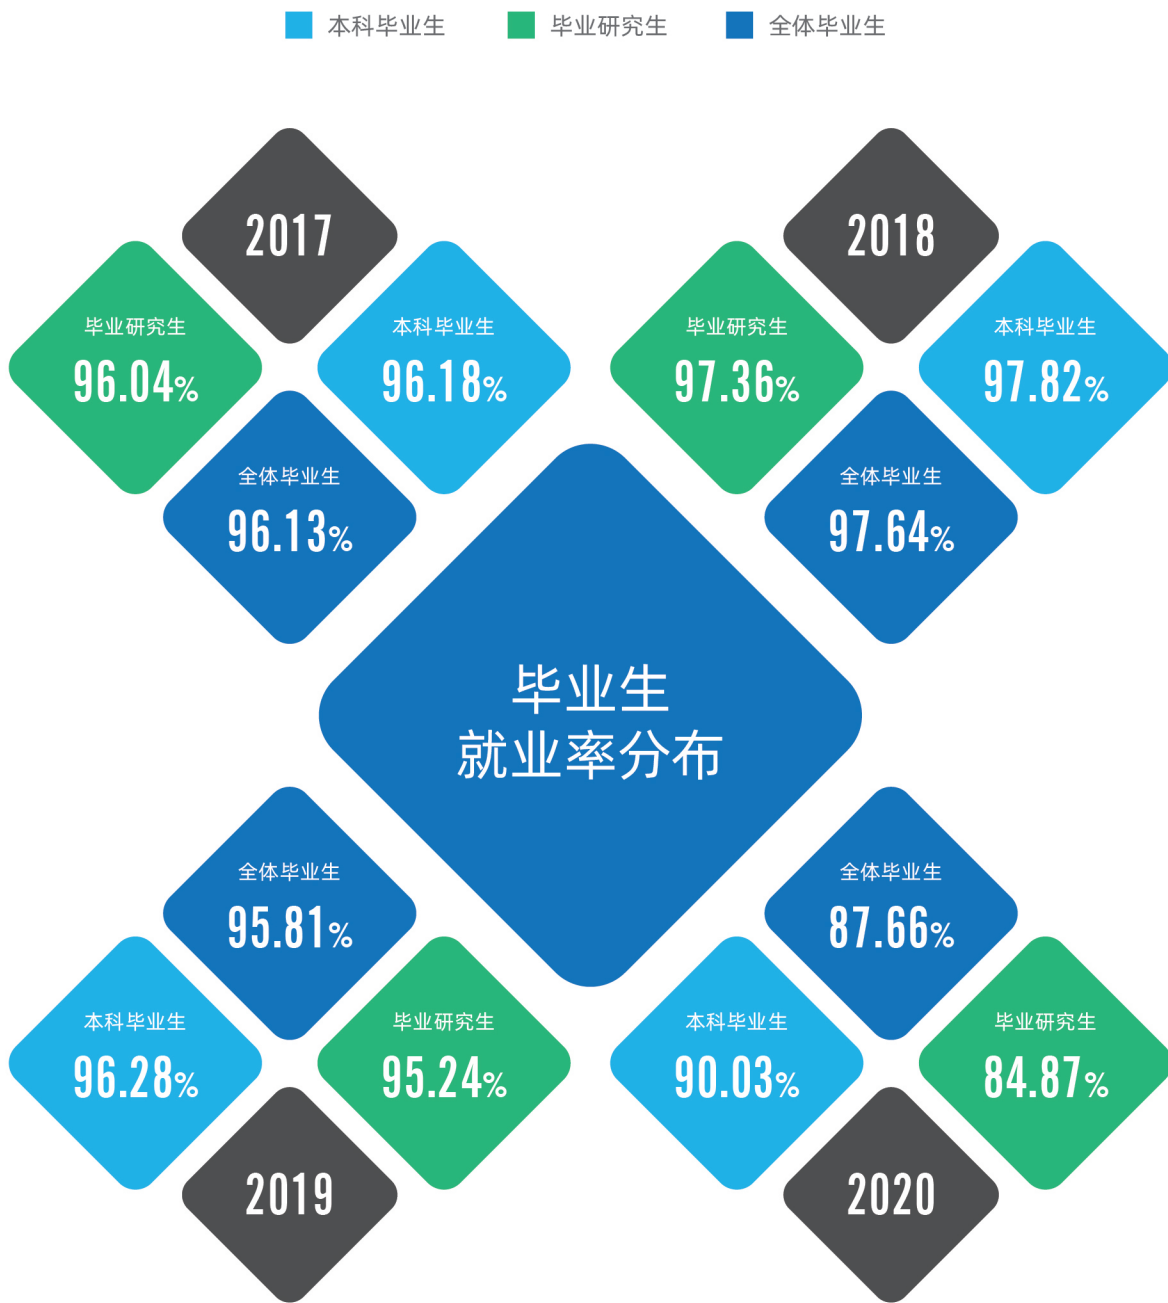 本科毕业生
毕业研究生
全体毕业生
2017
毕业研究生
96.04%
本科毕业生
96.18%
全体毕业生
96.13%
2018
毕业研究生
97.36%
本科毕业生
97.82%
全体毕业生
97.64%
毕业生
就业率分布
全体毕业生
95.81%
本科毕业生
96.28%
毕业研究生
95.24%
2019
全体毕业生
87.66%
本科毕业生
90.03%
毕业研究生
84.87%
2020